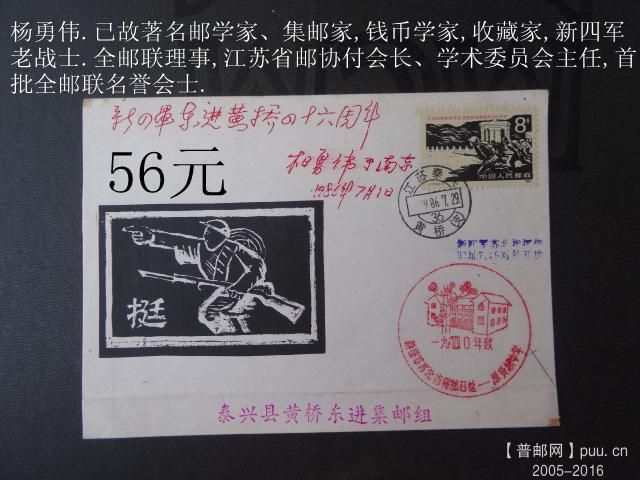 杨勇伟.已故著名邮学家、集邮家,钱币学家,收藏家,新四军
老战士.全邮联理事,江苏省邮协付会长、学术委员会主任,首
批全邮联名誉会士.
新四军东进黄桥四十六周年
杨勇伟于南京
1986年7月1日
56元
8分
中国人民邮政
江苏泰
1986.7.29
36
黄桥
挺
一九四〇年秋
泰兴县黄桥东进集邮组
【普邮网】puu.cn
2005-2016